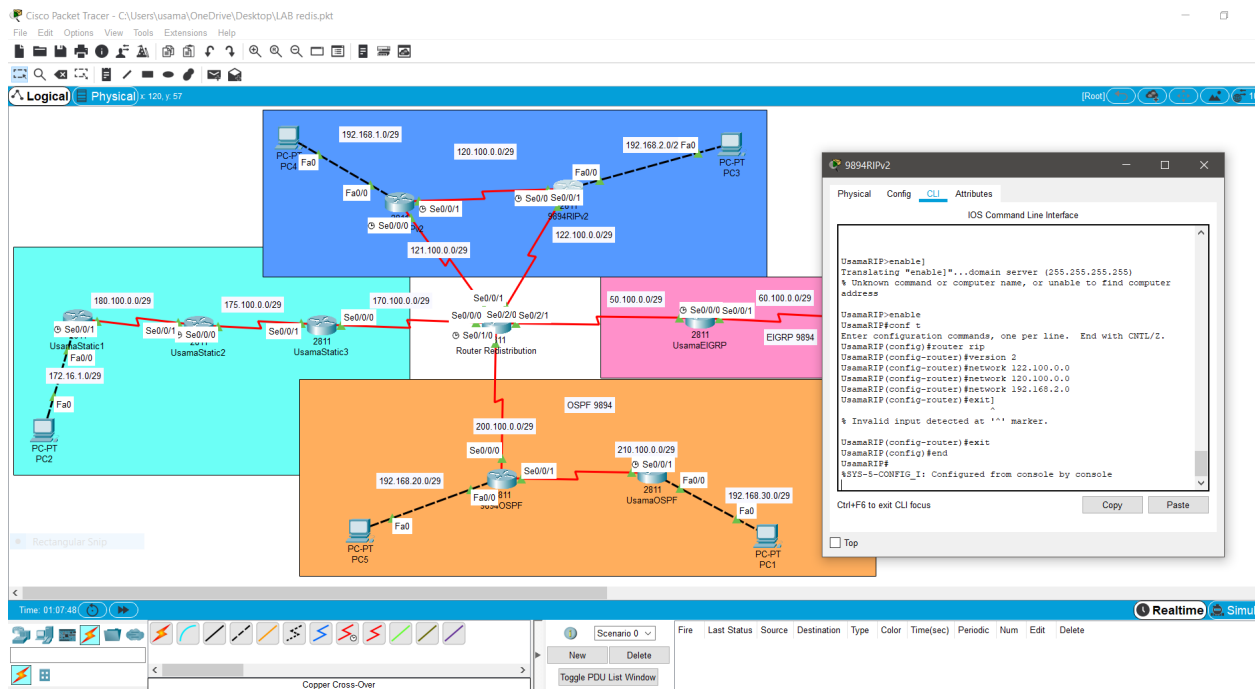 Cisco Packet Tracer - C:\Users\usama\OneDrive\Desktop\LAB redis.pkt
File Edit Options View Tools Extensions Help
Logical Physical x: 120, y: 57
[Root]
192.168.1.0/29
PC-PT
PC4
Fa0
120.100.0.0/29
192.168.2.0/2 Fa0
PC-PT
PC3
Fa0/0
Fa0/0
Se0/0/1
Se0/0 Se0/0/1
2811
9894RIPv2
Se0/0/0
121.100.0.0/29
122.100.0.0/29
180.100.0.0/29
175.100.0.0/29
170.100.0.0/29
Se0/0/1
50.100.0.0/29
60.100.0.0/29
Se0/0/1
Se0/0/1
Se0/0/0
Se0/0/1
Se0/0/0
Se0/0/0 Se0/2/0 Se0/2/1
Se0/0/0 Se0/0/1
UsamaStatic1
2811
UsamaStatic2
2811
UsamaStatic3
Se0/1/0
Router Redistribution
2811
UsamaEIGRP
EIGRP 9894
Fa0/0
172.16.1.0/29
Fa0
PC-PT
PC2
OSPF 9894
200.100.0.0/29
Se0/0/0
210.100.0.0/29
Se0/0/1
Se0/0/1
192.168.20.0/29
Fa0/0
9894OSPF
2811
UsamaOSPF
Fa0/0
192.168.30.0/29
Fa0
Fa0
PC-PT
PC5
PC-PT
PC1
Rectangular Snip
9894RIPv2
Physical Config CLI Attributes
IOS Command Line Interface
UsamaRIP>enable]
Translating "enable]"...domain server (255.255.255.255)
% Unknown command or computer name, or unable to find computer
address
UsamaRIP>enable
UsamaRIP#conf t
Enter configuration commands, one per line. End with CNTL/Z.
UsamaRIP(config)#router rip
UsamaRIP(config-router)#version 2
UsamaRIP(config-router)#network 122.100.0.0
UsamaRIP(config-router)#network 120.100.0.0
UsamaRIP(config-router)#network 192.168.2.0
UsamaRIP(config-router)#exit]
^
% Invalid input detected at '^' marker.
UsamaRIP(config-router)#exit
UsamaRIP(config)#end
UsamaRIP#
%SYS-5-CONFIG_I: Configured from console by console
Ctrl+F6 to exit CLI focus
Copy Paste
Top
Time: 01:07:48
Realtime
Scenario 0
New Delete
Toggle PDU List Window
Fire Last Status Source Destination Type Color Time(sec) Periodic Num Edit Delete
Copper Cross-Over